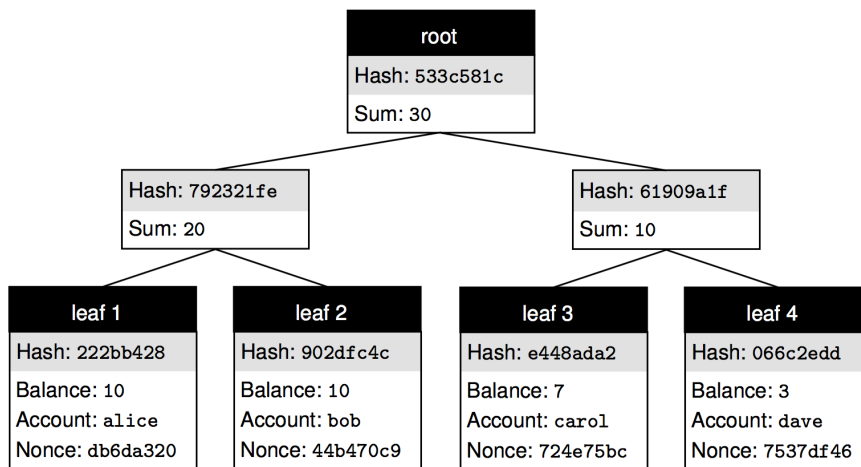 root
Hash: 533c581c
Sum: 30
Hash: 792321fe
Sum: 20
Hash: 61909a1f
Sum: 10
leaf 1
Hash: 222bb428
Balance: 10
Account: alice
Nonce: db6da320
leaf 2
Hash: 902dfc4c
Balance: 10
Account: bob
Nonce: 44b470c9
leaf 3
Hash: e448ada2
Balance: 7
Account: carol
Nonce: 724e75bc
leaf 4
Hash: 066c2edd
Balance: 3
Account: dave
Nonce: 7537df46